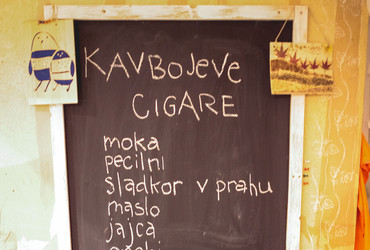 KAVBOJEVE
CIGARE
moka
pecilni
sladkor v prahu
maslo
jajca